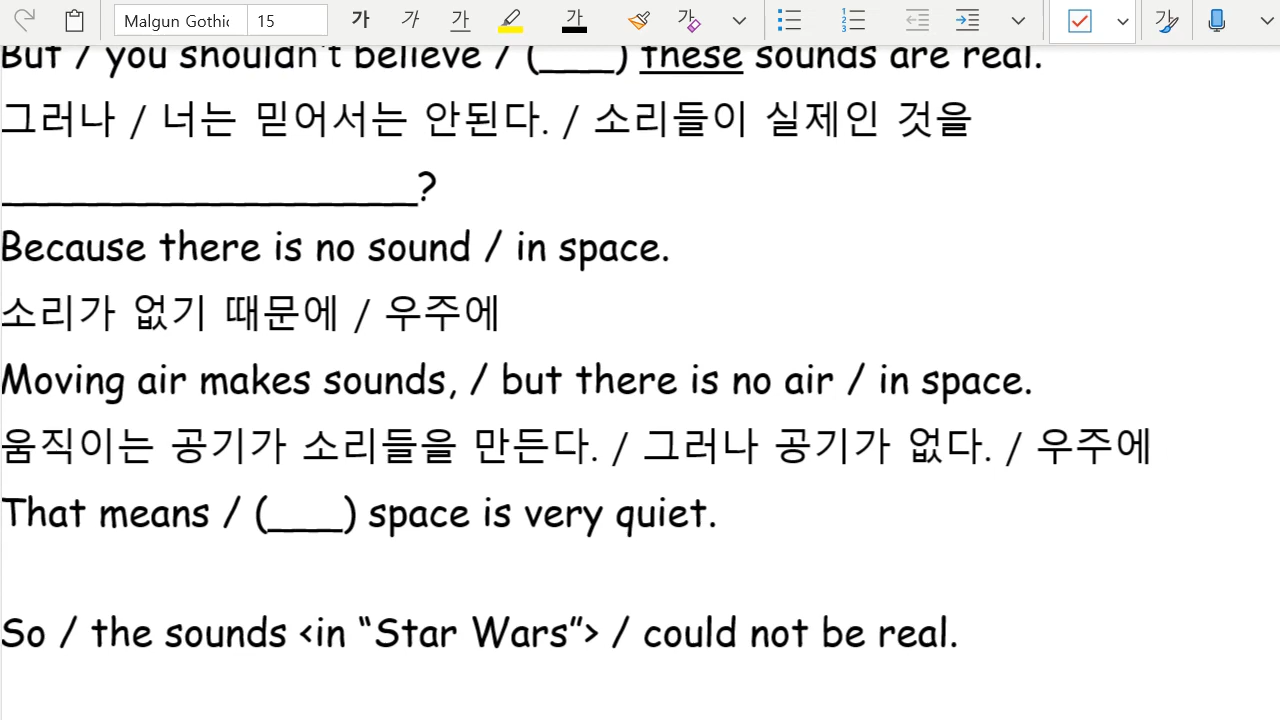 Malgun Gothic 15 가 가 가 가 가
But / you shouldn't believe / (___) these sounds are real.
그러나 / 너는 믿어서는 안된다. / 소리들이 실제인 것을
__________________?
Because there is no sound / in space.
소리가 없기 때문에 / 우주에
Moving air makes sounds, / but there is no air / in space.
움직이는 공기가 소리들을 만든다. / 그러나 공기가 없다. / 우주에
That means / (___) space is very quiet.
So / the sounds <in “Star Wars”> / could not be real.